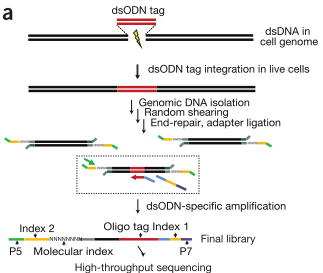 a
dsODN tag
dsDNA in
cell genome
dsODN tag integration in live cells
Genomic DNA isolation
Random shearing
End-repair, adapter ligation
dsODN-specific amplification
Index 2
Oligo tag Index 1
NNNNNNNN
Final library
P5
Molecular index
P7
High-throughput sequencing